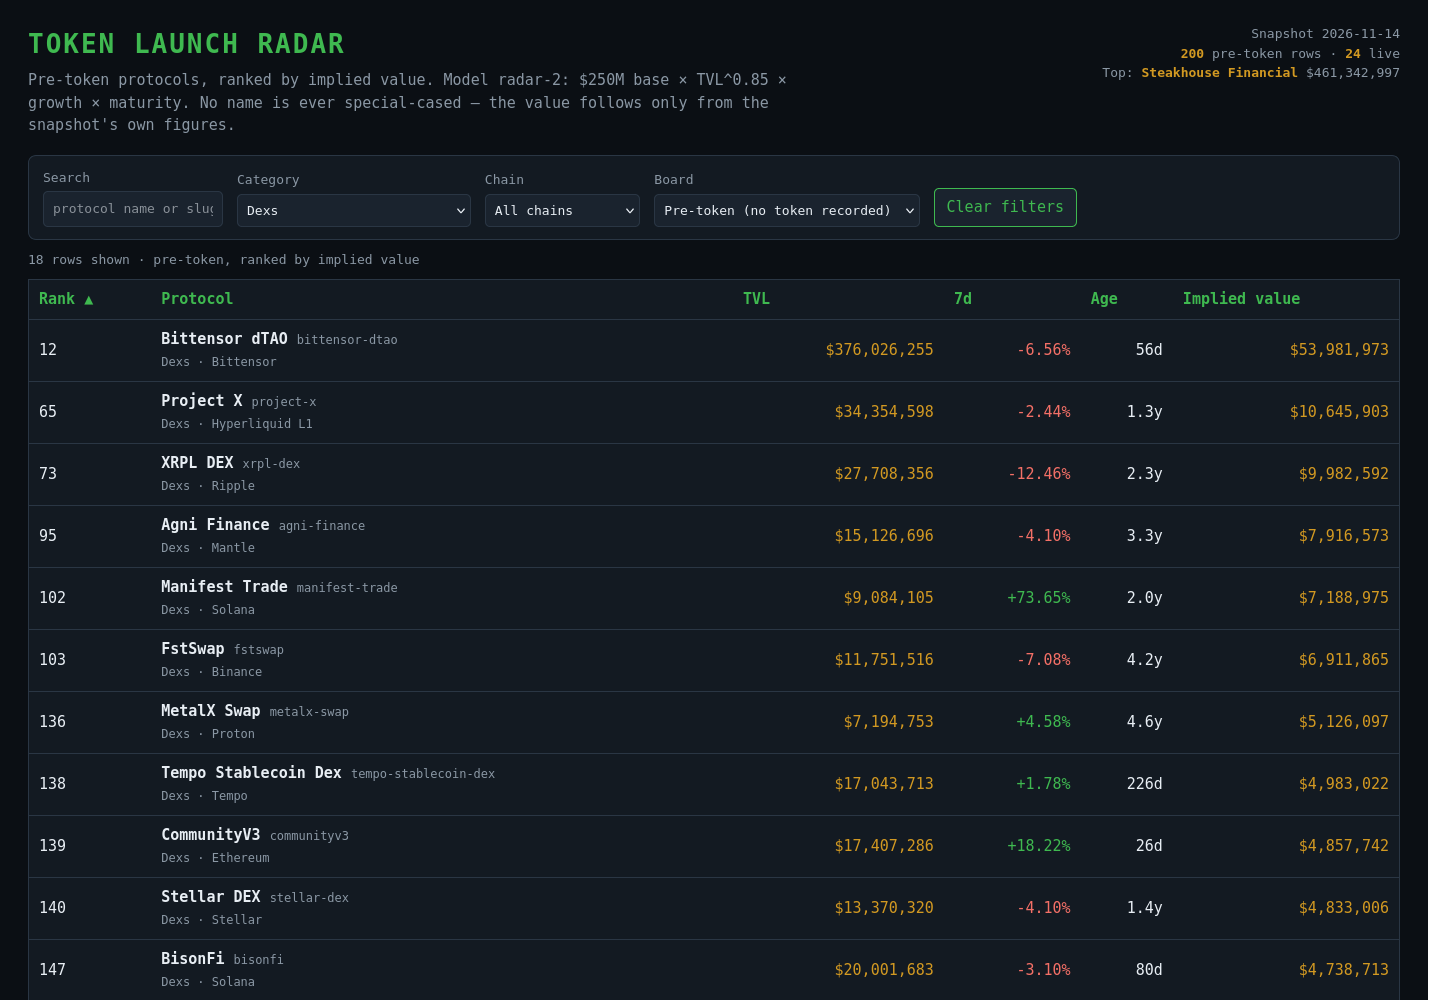 TOKEN LAUNCH RADAR
Pre-token protocols, ranked by implied value. Model radar-2: $250M base × TVL^0.85 ×
growth × maturity. No name is ever special-cased — the value follows only from the
snapshot's own figures.
Snapshot 2026-11-14
200 pre-token rows · 24 live
Top: Steakhouse Financial $461,342,997
Search
protocol name or slug
Category
Dexs
Chain
All chains
Board
Pre-token (no token recorded)
Clear filters
18 rows shown · pre-token, ranked by implied value
Rank ▲ Protocol TVL 7d Age Implied value
12 Bittensor dTAO bittensor-dtao $376,026,255 -6.56% 56d $53,981,973
Dexs · Bittensor
65 Project X project-x $34,354,598 -2.44% 1.3y $10,645,903
Dexs · Hyperliquid L1
73 XRPL DEX xrpl-dex $27,708,356 -12.46% 2.3y $9,982,592
Dexs · Ripple
95 Agni Finance agni-finance $15,126,696 -4.10% 3.3y $7,916,573
Dexs · Mantle
102 Manifest Trade manifest-trade $9,084,105 +73.65% 2.0y $7,188,975
Dexs · Solana
103 FstSwap fstswap $11,751,516 -7.08% 4.2y $6,911,865
Dexs · Binance
136 MetalX Swap metalx-swap $7,194,753 +4.58% 4.6y $5,126,097
Dexs · Proton
138 Tempo Stablecoin Dex tempo-stablecoin-dex $17,043,713 +1.78% 226d $4,983,022
Dexs · Tempo
139 CommunityV3 communityv3 $17,407,286 +18.22% 26d $4,857,742
Dexs · Ethereum
140 Stellar DEX stellar-dex $13,370,320 -4.10% 1.4y $4,833,006
Dexs · Stellar
147 BisonFi bisonfi $20,001,683 -3.10% 80d $4,738,713
Dexs · Solana